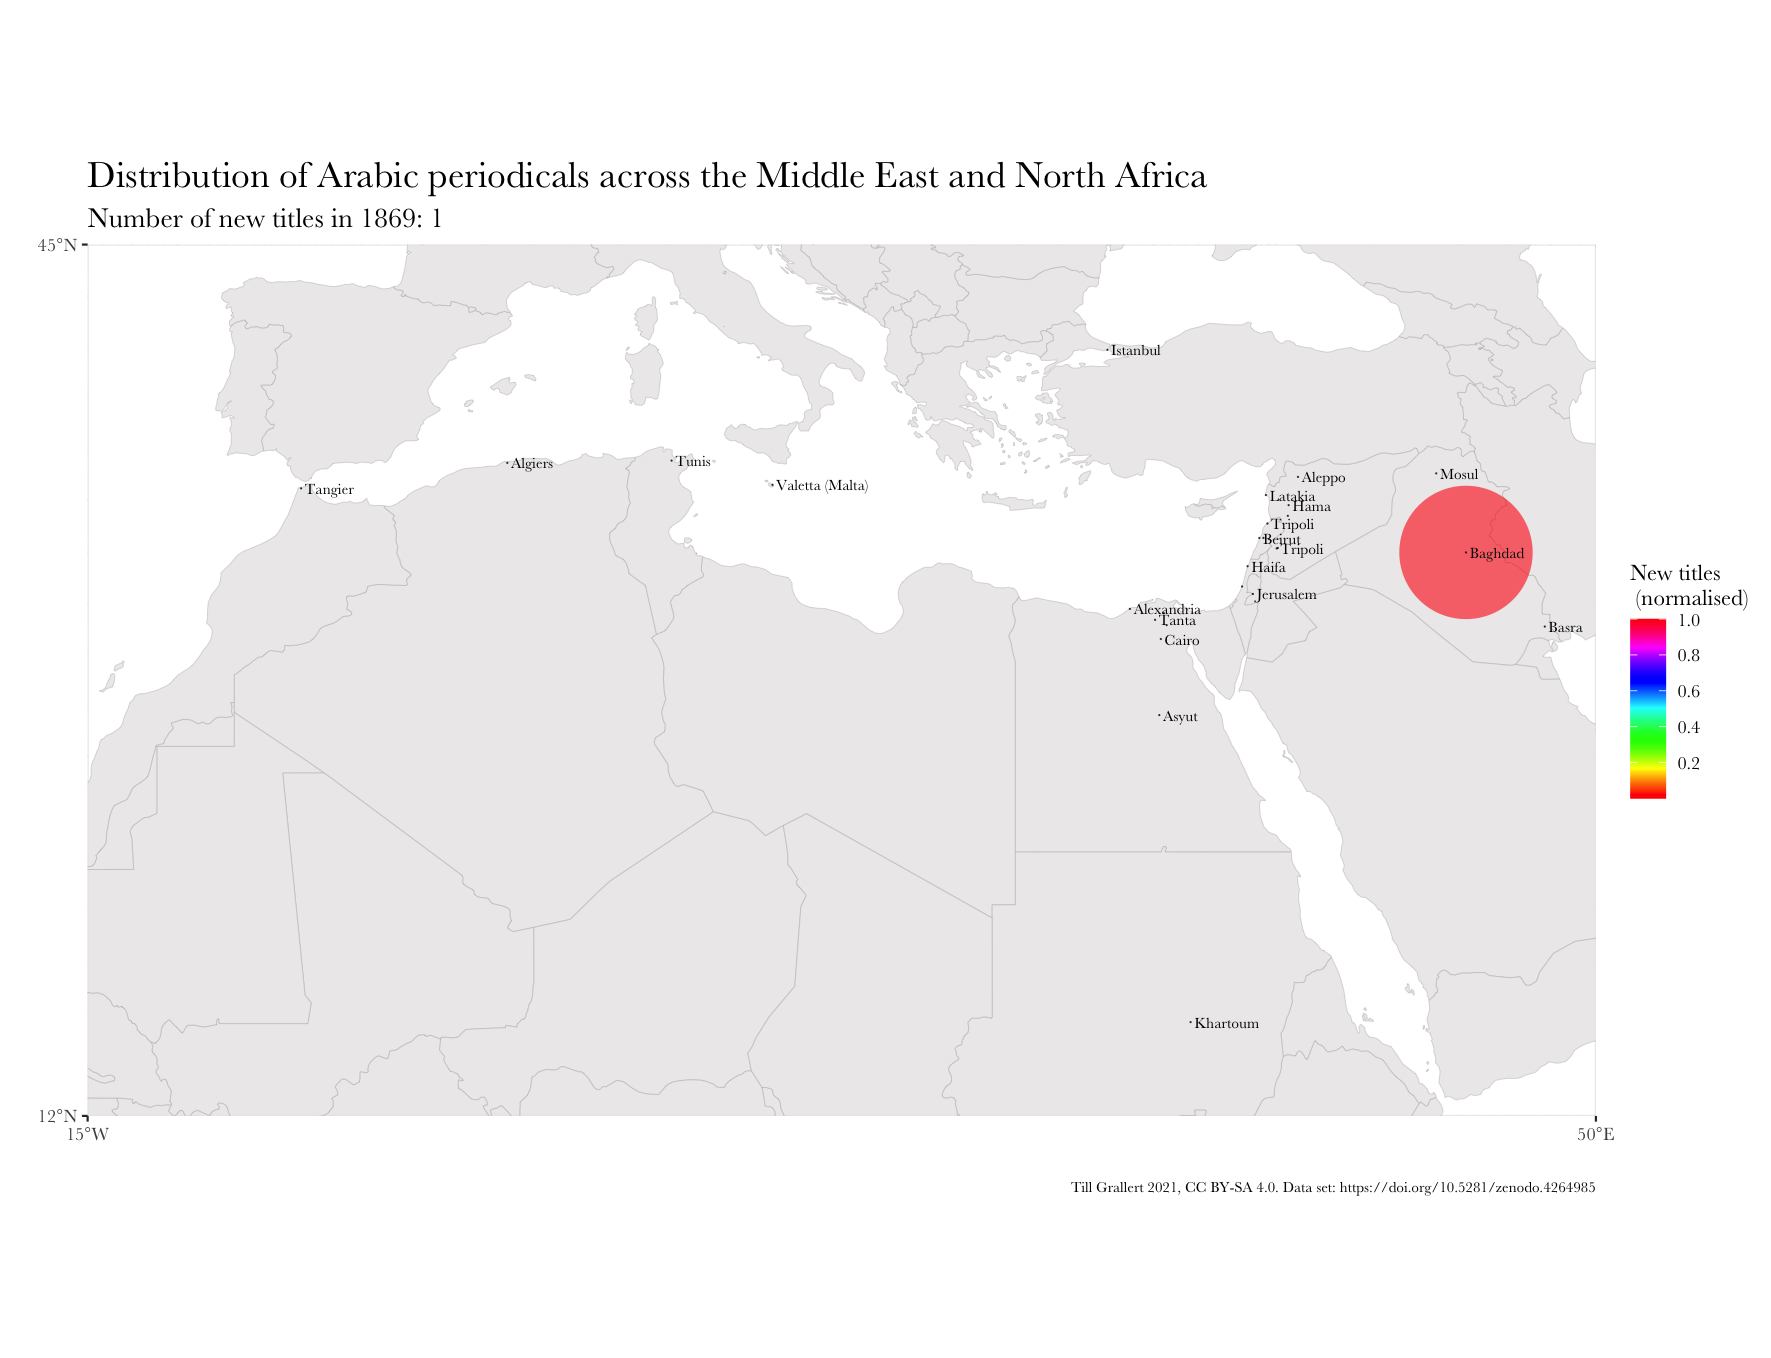 Distribution of Arabic periodicals across the Middle East and North Africa
Number of new titles in 1869: 1
45°N
Istanbul
Algiers
Tunis
Tangier
Valetta (Malta)
Aleppo
Mosul
Latakia
Hama
Tripoli
Beirut
Tripoli
Baghdad
Haifa
Jerusalem
Alexandria
Tanta
Cairo
Basra
Asyut
Khartoum
New titles
(normalised)
1.0
0.8
0.6
0.4
0.2
12°N
15°W
50°E
Till Grallert 2021, CC BY-SA 4.0. Data set: https://doi.org/10.5281/zenodo.4264985